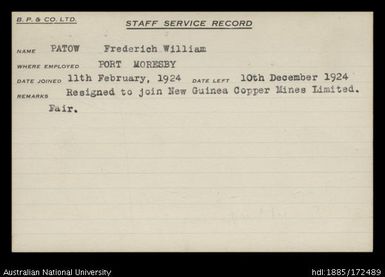 B. P. & CO. LTD.
STAFF SERVICE RECORD
NAME PATOW Frederich William
WHERE EMPLOYED PORT MORESBY
DATE JOINED 11th February, 1924 DATE LEFT 10th December 1924
REMARKS Resigned to join New Guinea Copper Mines Limited.
Fair.
Australian National University
hdl:1885/172489